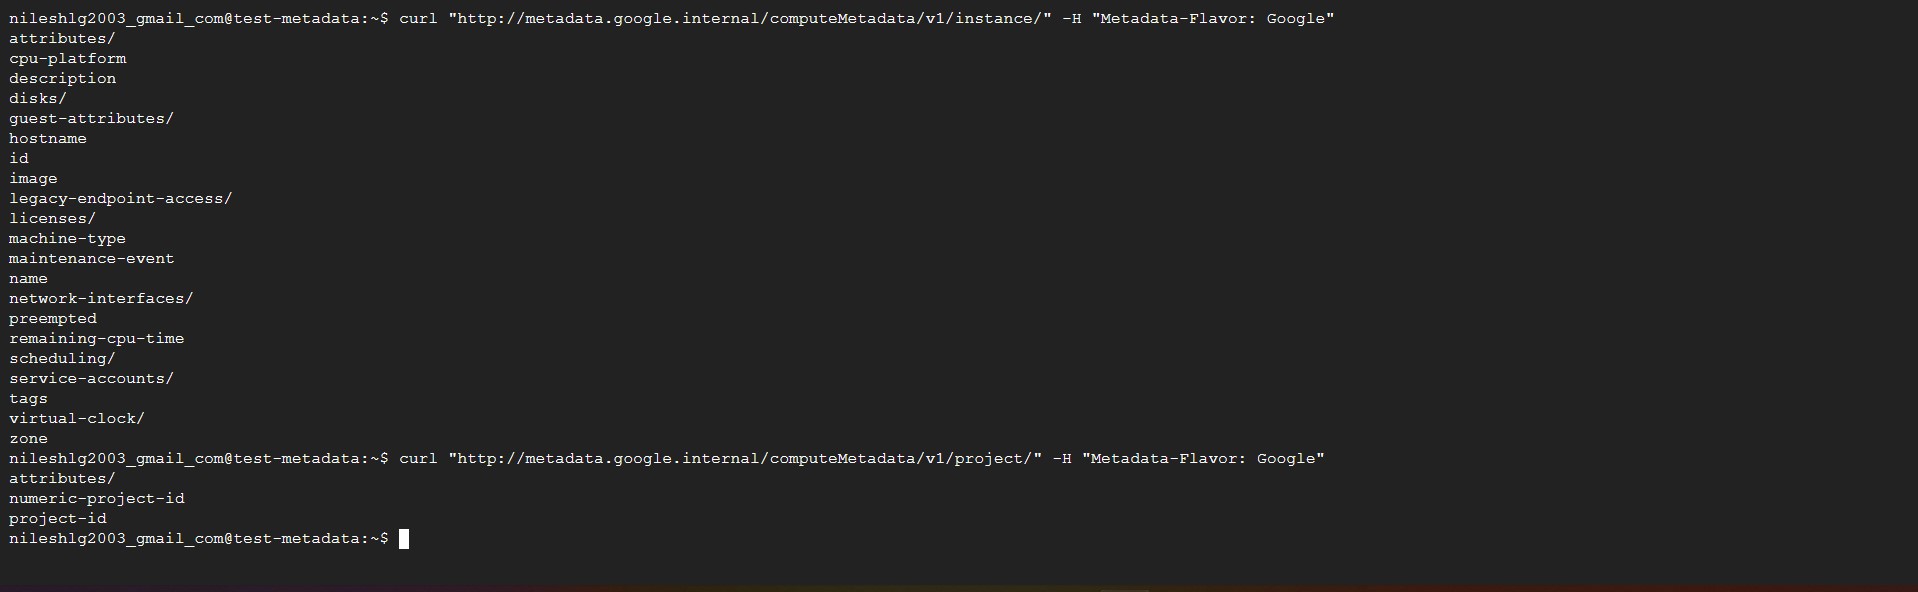 nileshlg2003_gmail_com@test-metadata:~$ curl "http://metadata.google.internal/computeMetadata/v1/instance/" -H "Metadata-Flavor: Google"
attributes/
cpu-platform
description
disks/
guest-attributes/
hostname
id
image
legacy-endpoint-access/
licenses/
machine-type
maintenance-event
name
network-interfaces/
preempted
remaining-cpu-time
scheduling/
service-accounts/
tags
virtual-clock/
zone
nileshlg2003_gmail_com@test-metadata:~$ curl "http://metadata.google.internal/computeMetadata/v1/project/" -H "Metadata-Flavor: Google"
attributes/
numeric-project-id
project-id
nileshlg2003_gmail_com@test-metadata:~$